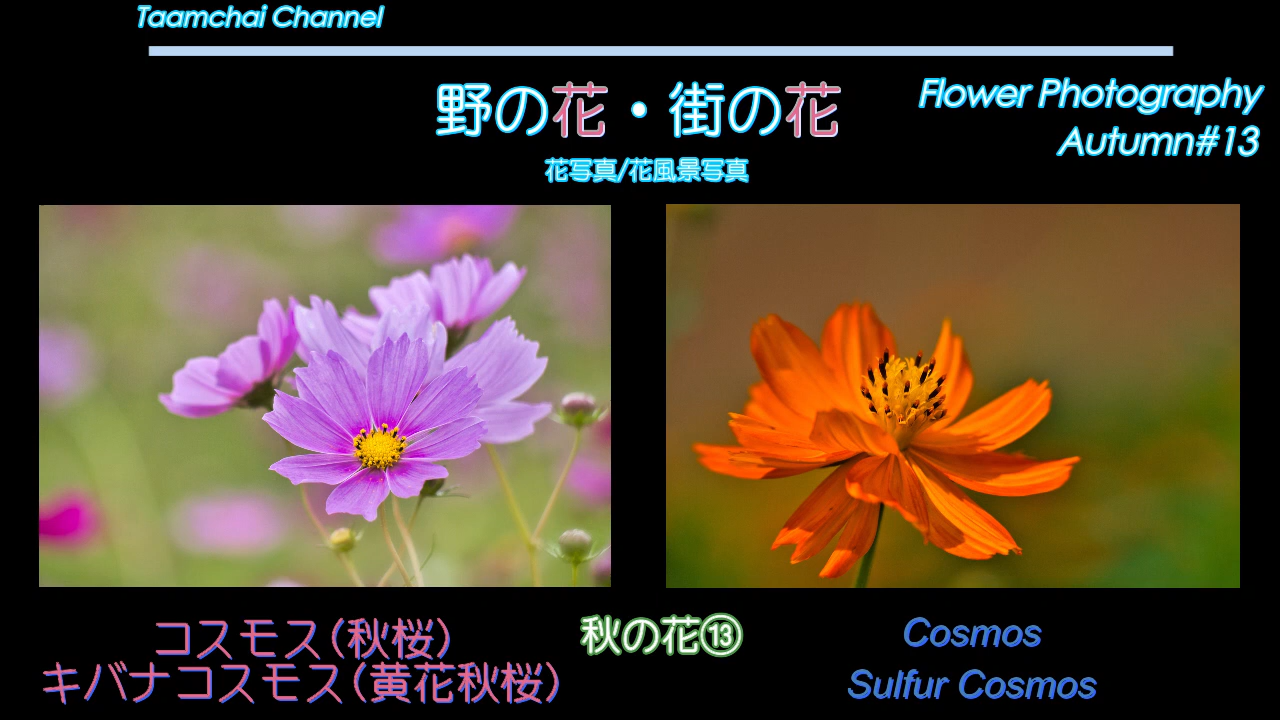 Taamchai Channel
野の花・街の花
花写真/花風景写真
Flower Photography
Autumn#13
コスモス(秋桜)
キバナコスモス(黄花秋桜)
秋の花⑬
Cosmos
Sulfur Cosmos